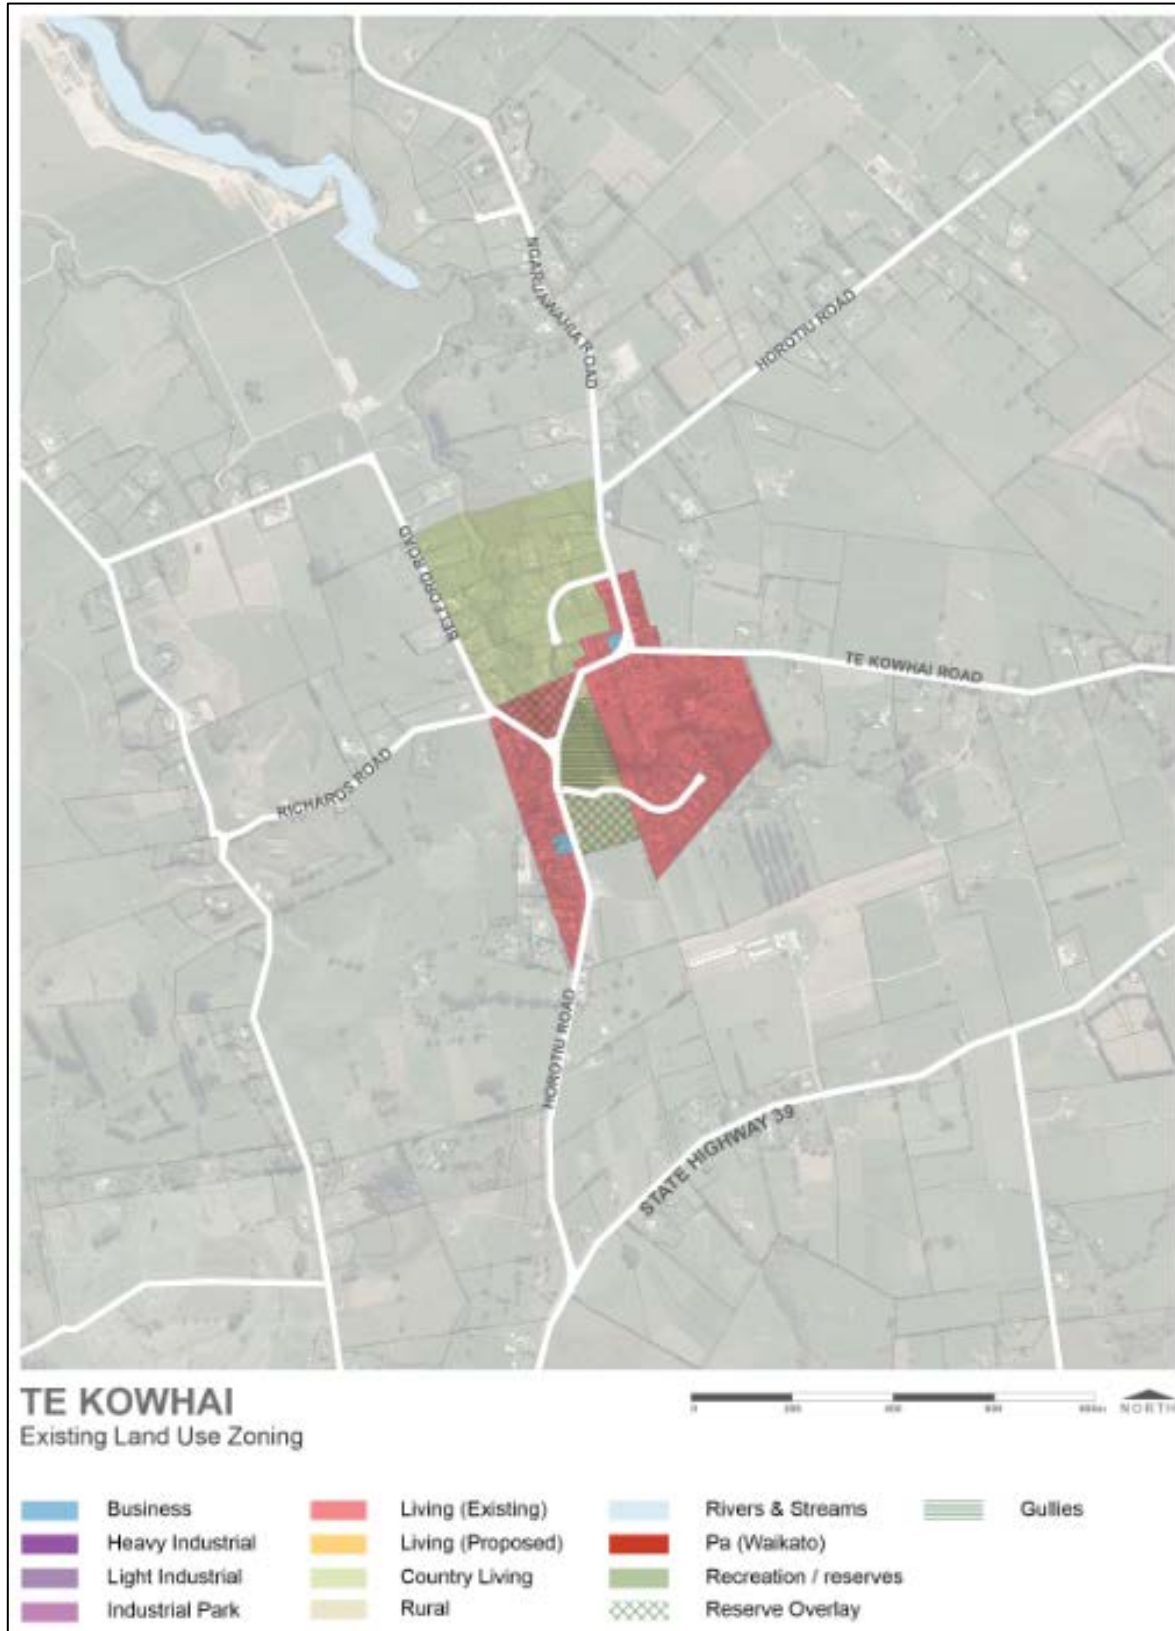 NGARUAWAHIA ROAD
HOROTIU ROAD
BEDFORD ROAD
TE KOWHAI ROAD
RICHARDS ROAD
HOROTIU ROAD
STATE HIGHWAY 39
TE KOWHAI
Existing Land Use Zoning
0
NORTH
Business
Living (Existing)
Rivers & Streams
Gullies
Heavy Industrial
Living (Proposed)
Pa (Waikato)
Light Industrial
Country Living
Recreation / reserves
Industrial Park
Rural
Reserve Overlay